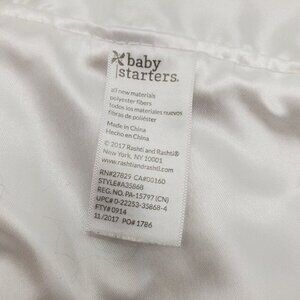 baby
starters®
all new materials
polyester fibers
todos los materiales nuevos
fibras de poliéster
Made in China
Hecho en China
© 2017 Rashti and Rashti®
New York, NY 10001
www.rashtiandrashti.com
RN#27829 CA#00160
STYLE#A35868
REG. NO. PA-15797 (CN)
UPC# 0-22253-35868-4
FTY# 0914
11/2017 PO# 1786